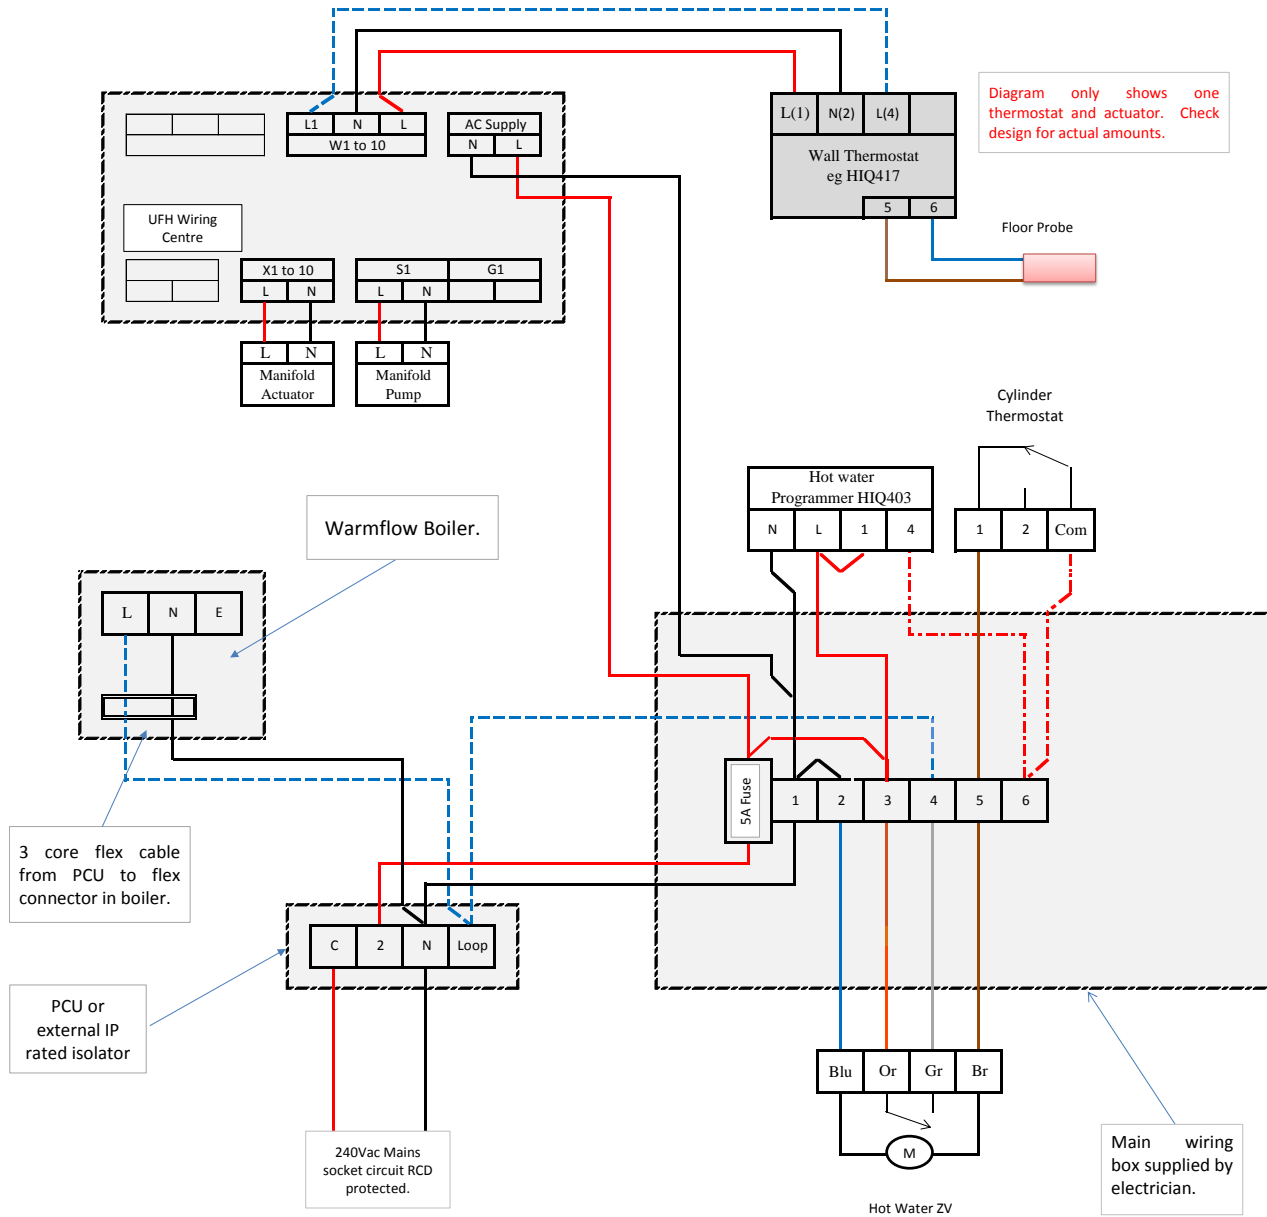 L1 N L
W1 to 10
AC Supply
N L
UFH Wiring
Centre
X1 to 10
L N
S1 G1
L N
L N
Manifold
Actuator
L N
Manifold
Pump
L(1) N(2) L(4)
Wall Thermostat
eg HIQ417
5 6
Diagram only shows one
thermostat and actuator. Check
design for actual amounts.
Floor Probe
Cylinder
Thermostat
Hot water
Programmer HIQ403
N L 1 4
1 2 Com
Warmflow Boiler.
L N E
3 core flex cable
from PCU to flex
connector in boiler.
5A Fuse
1 2 3 4 5 6
C 2 N Loop
PCU or
external IP
rated isolator
240Vac Mains
socket circuit RCD
protected.
Blu Or Gr Br
M
Hot Water ZV
Main wiring
box supplied by
electrician.